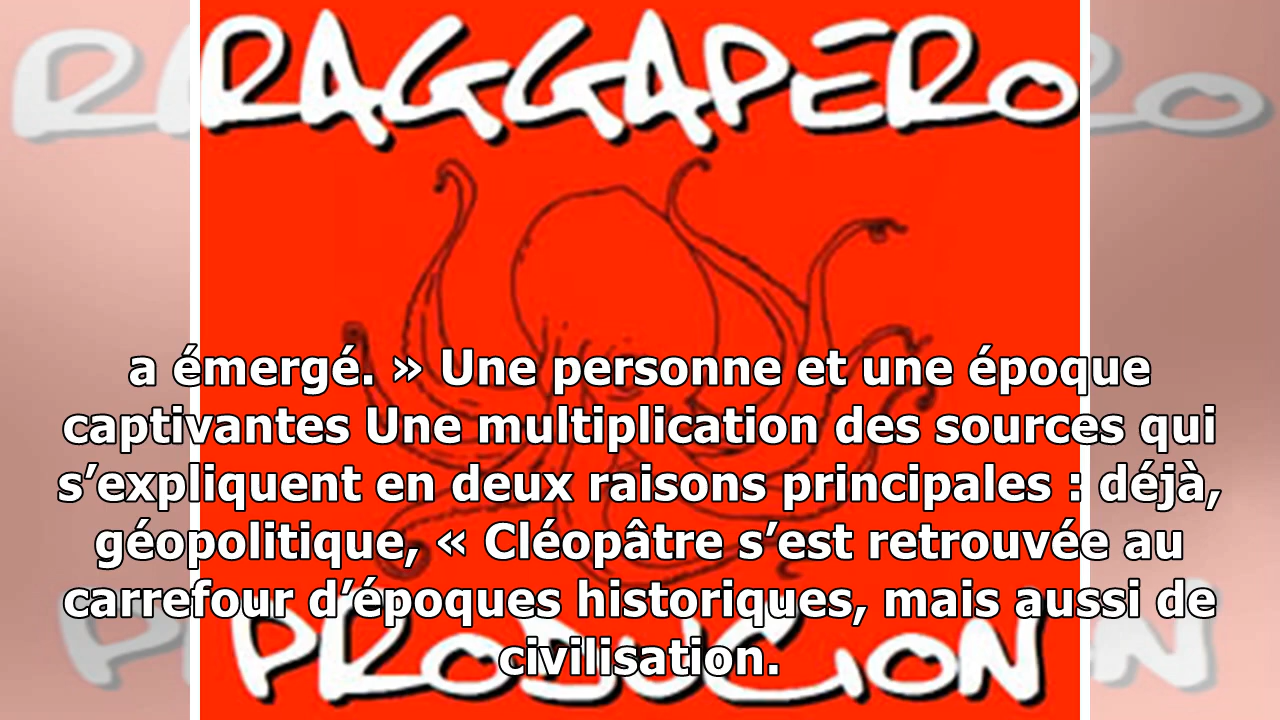 RAGGAPERO
a émergé. » Une personne et une époque
captivantes Une multiplication des sources qui
s’expliquent en deux raisons principales : déjà,
géopolitique, « Cléopâtre s’est retrouvée au
carrefour d’époques historiques, mais aussi de
civilisation.
PRODUCION